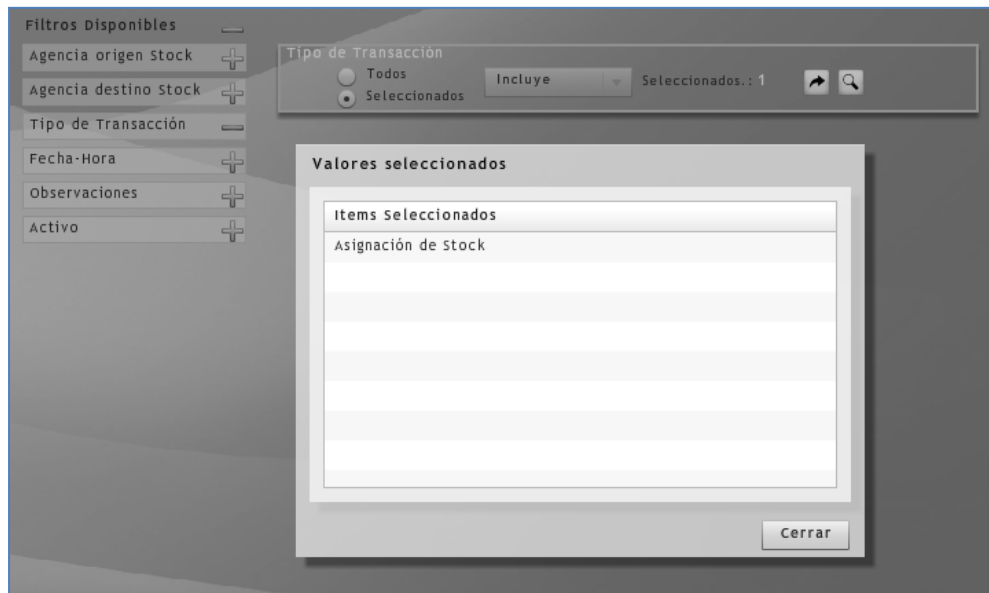 Filtros Disponibles
Agencia origen Stock
Agencia destino Stock
Tipo de Transacción
Fecha-Hora
Observaciones
Activo
Tipo de Transacción
Todos
Seleccionados
Incluye
Seleccionados.: 1
Valores seleccionados
Items Seleccionados
Asignación de Stock
Cerrar